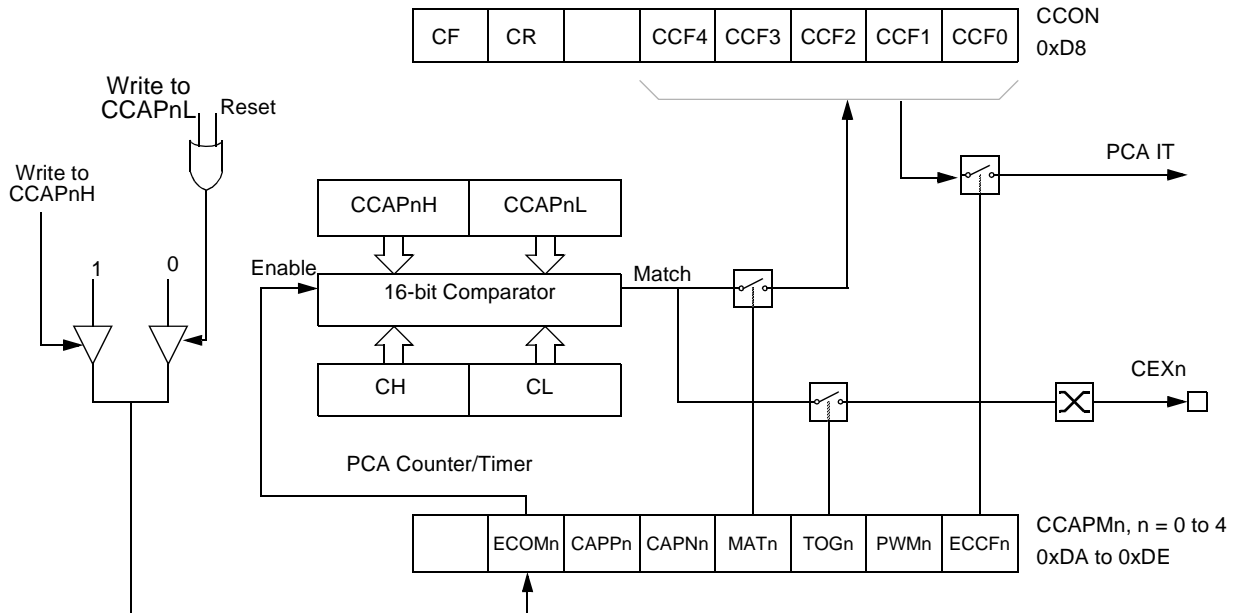 CF CR CCF4 CCF3 CCF2 CCF1 CCF0
CCON
0xD8
Write to
CCAPnL
Reset
Write to
CCAPnH
PCA IT
CCAPnH CCAPnL
1 0
Enable
16-bit Comparator
Match
CH CL
CEXn
PCA Counter/Timer
ECOMn CAPPn CAPNn MATn TOGn PWMn ECCFn
CCAPMn, n = 0 to 4
0xDA to 0xDE